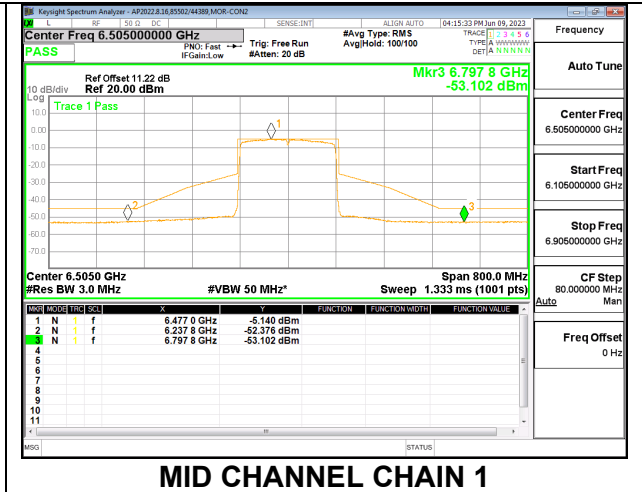 Keysight Spectrum Analyzer - AP2022.8.16,85502/44389,MOR-CON2
L RF 50 Ω DC SENSE:INT ALIGN AUTO 04:15:33 PM Jun 09, 2023
Center Freq 6.505000000 GHz #Avg Type: RMS TRACE 1 2 3 4 5 6
PASS PNO: Fast Trig: Free Run Avg|Hold: 100/100 TYPE A WWWWW
IFGain:Low #Atten: 20 dB DET A N N N N N
Ref Offset 11.22 dB Mkr3 6.797 8 GHz
10 dB/div Ref 20.00 dBm -53.102 dBm
Log
Trace 1 Pass
10.0
0.00
-10.0
-20.0
-30.0
-40.0
-50.0
-60.0
-70.0
1
2
3
Center 6.5050 GHz Span 800.0 MHz
#Res BW 3.0 MHz #VBW 50 MHz* Sweep 1.333 ms (1001 pts)
MKR MODE TRC SCL X Y FUNCTION FUNCTION WIDTH FUNCTION VALUE
1 N 1 f 6.477 0 GHz -5.140 dBm
2 N 1 f 6.237 8 GHz -52.376 dBm
3 N 1 f 6.797 8 GHz -53.102 dBm
4
5
6
7
8
9
10
11
MSG STATUS
Frequency
Auto Tune
Center Freq
6.505000000 GHz
Start Freq
6.105000000 GHz
Stop Freq
6.905000000 GHz
CF Step
80.000000 MHz
Auto Man
Freq Offset
0 Hz
MID CHANNEL CHAIN 1